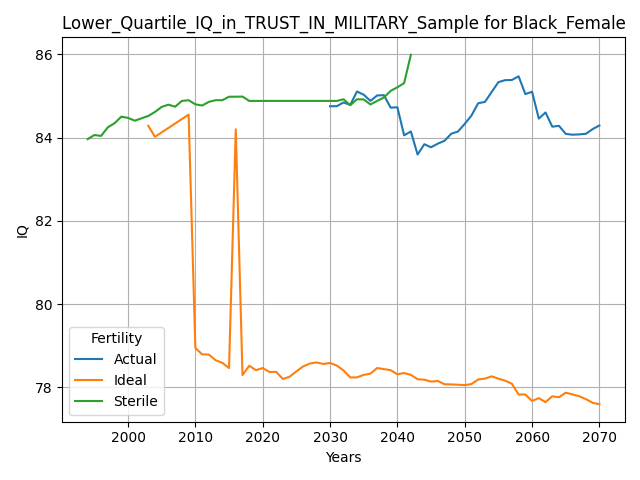 Lower_Quartile_IQ_in_TRUST_IN_MILITARY_Sample for Black_Female
86
84
82
80
78
IQ
Fertility
Actual
Ideal
Sterile
2000 2010 2020 2030 2040 2050 2060 2070
Years